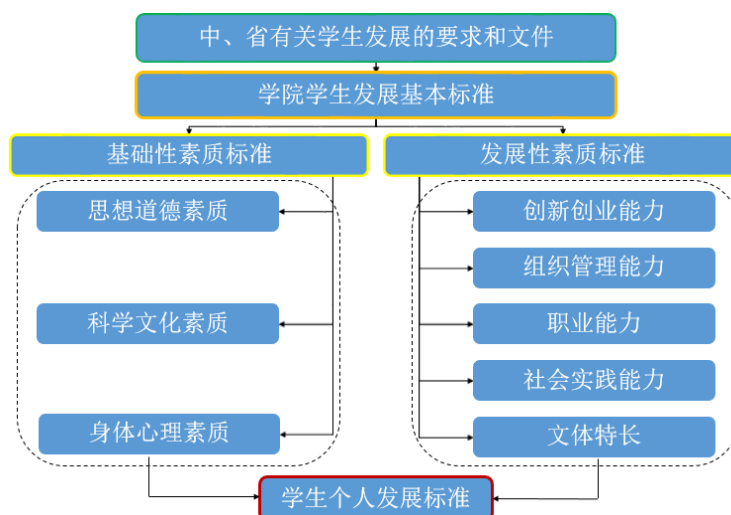 中、省有关学生发展的要求和文件
学院学生发展基本标准
基础性素质标准
发展性素质标准
思想道德素质
创新创业能力
组织管理能力
科学文化素质
职业能力
社会实践能力
身体心理素质
文体特长
学生个人发展标准